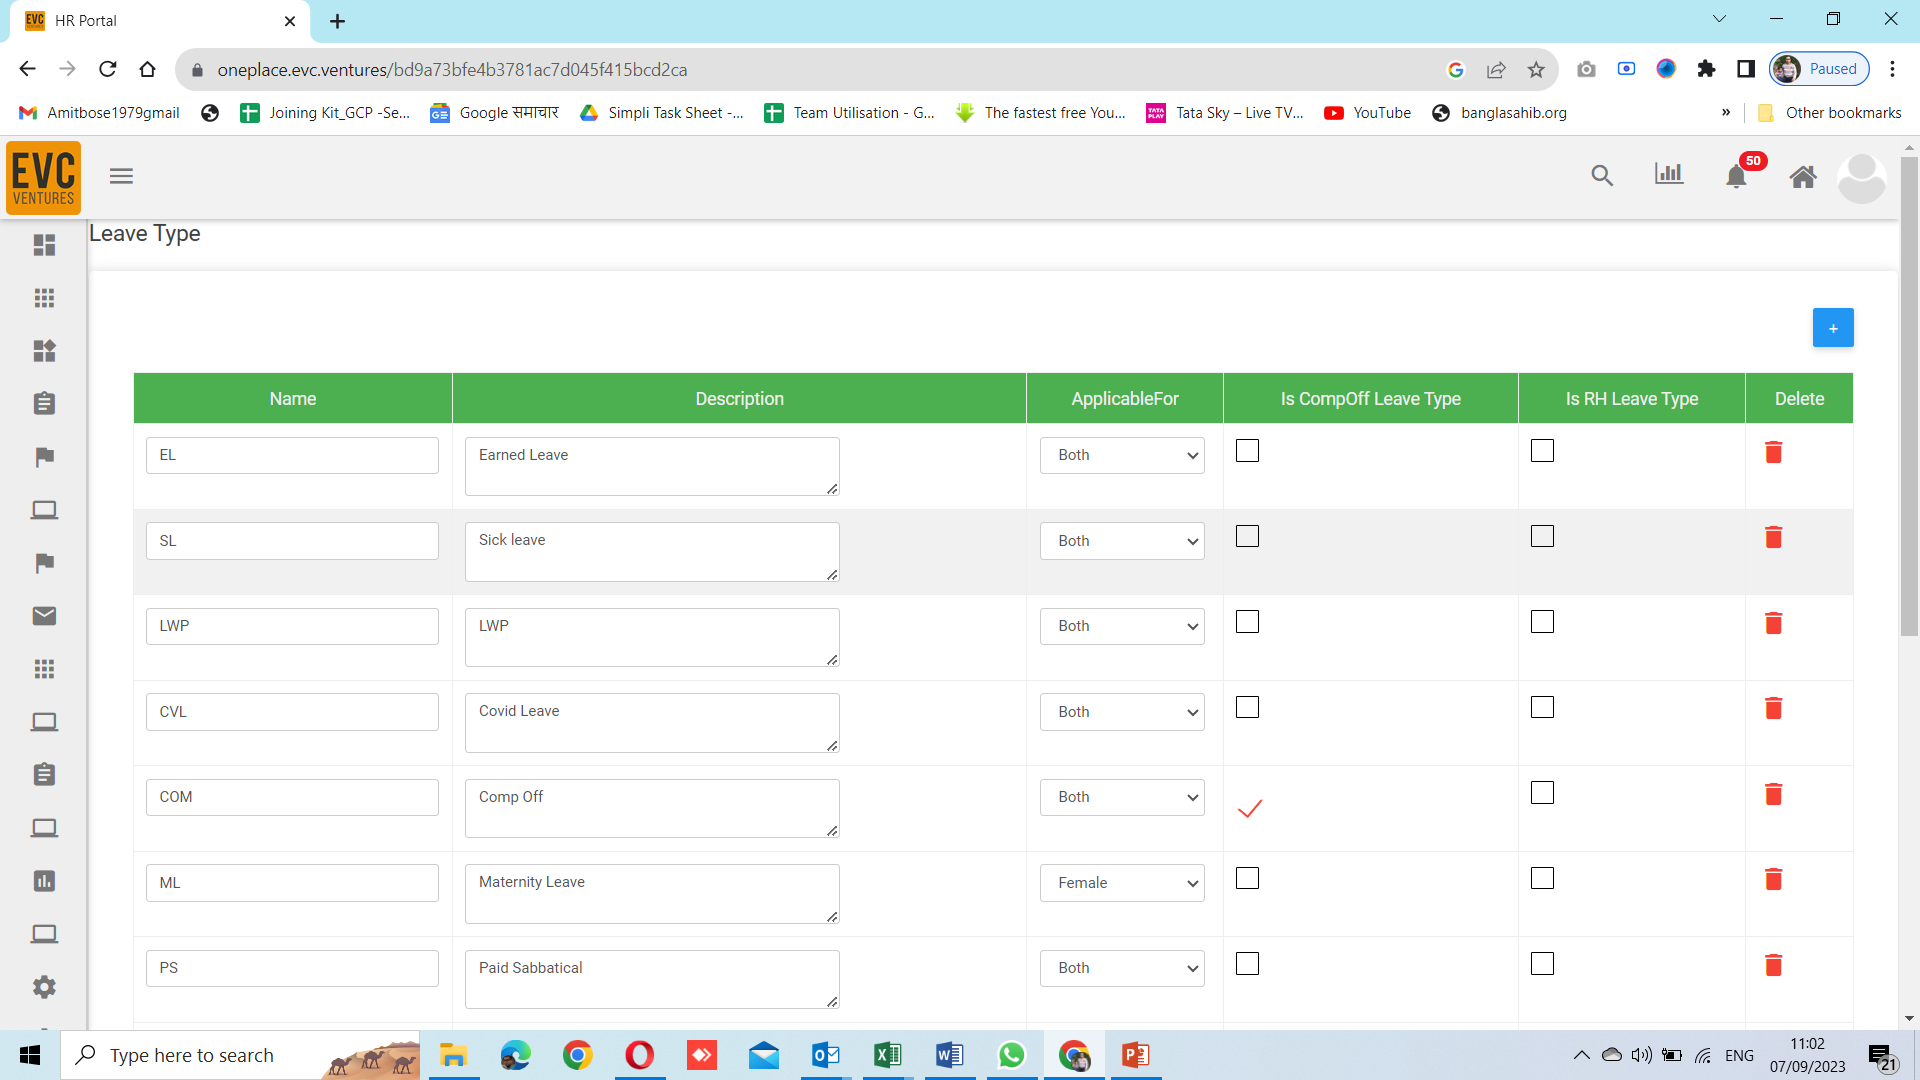 EVC HR Portal
oneplace.evc.ventures/bd9a73bfe4b3781ac7d045f415bcd2ca
Paused
Amitbose1979gmail
Joining Kit_GCP -Se...
Google समाचार
Simpli Task Sheet -...
Team Utilisation - G...
The fastest free You...
Tata Sky – Live TV...
YouTube
banglasahib.org
»
Other bookmarks
EVC
VENTURES
50
Leave Type
+
Name Description ApplicableFor Is CompOff Leave Type Is RH Leave Type Delete
EL Earned Leave Both
SL Sick leave Both
LWP LWP Both
CVL Covid Leave Both
COM Comp Off Both
ML Maternity Leave Female
PS Paid Sabbatical Both
Type here to search
ENG
11:02
07/09/2023
21